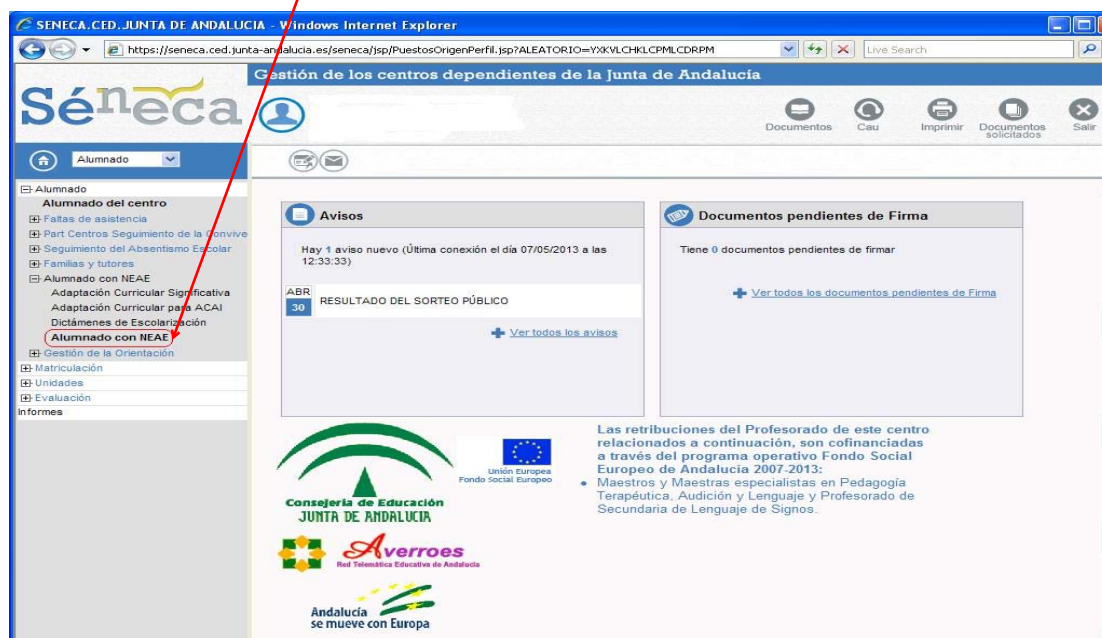 SENECA.CED.JUNTA DE ANDALUCIA - Windows Internet Explorer
https://seneca.ced.junta-andalucia.es/seneca/jsp/PuestosOrigenPerfil.jsp?ALEATORIO=YXKVLCHKLCPMLCDRPM
Live Search
Gestión de los centros dependientes de la Junta de Andalucía
Séneca
Documentos
Cau
Imprimir
Documentos solicitados
Salir
Alumnado
Alumnado
Alumnado del centro
Faltas de asistencia
Part Centros Seguimiento de la Convive
Seguimiento del Absentismo Escolar
Familias y tutores
Alumnado con NEAE
Adaptación Curricular Significativa
Adaptación Curricular para ACAI
Dictámenes de Escolarización
Alumnado con NEAE
Gestión de la Orientación
Matriculación
Unidades
Evaluación
Informes
Avisos
Hay 1 aviso nuevo (Última conexión el día 07/05/2013 a las
12:33:33)
ABR
30
RESULTADO DEL SORTEO PÚBLICO
Ver todos los avisos
Documentos pendientes de Firma
Tiene 0 documentos pendientes de firmar
Ver todos los documentos pendientes de Firma
Consejería de Educación
JUNTA DE ANDALUCIA
Unión Europea
Fondo Social Europeo
Averroes
Red Telemática Educativa de Andalucía
Andalucía
se mueve con Europa
Las retribuciones del Profesorado de este centro
relacionados a continuación, son cofinanciadas
a través del programa operativo Fondo Social
Europeo de Andalucía 2007-2013:
Maestros y Maestras especialistas en Pedagogía
Terapéutica, Audición y Lenguaje y Profesorado de
Secundaria de Lenguaje de Signos.